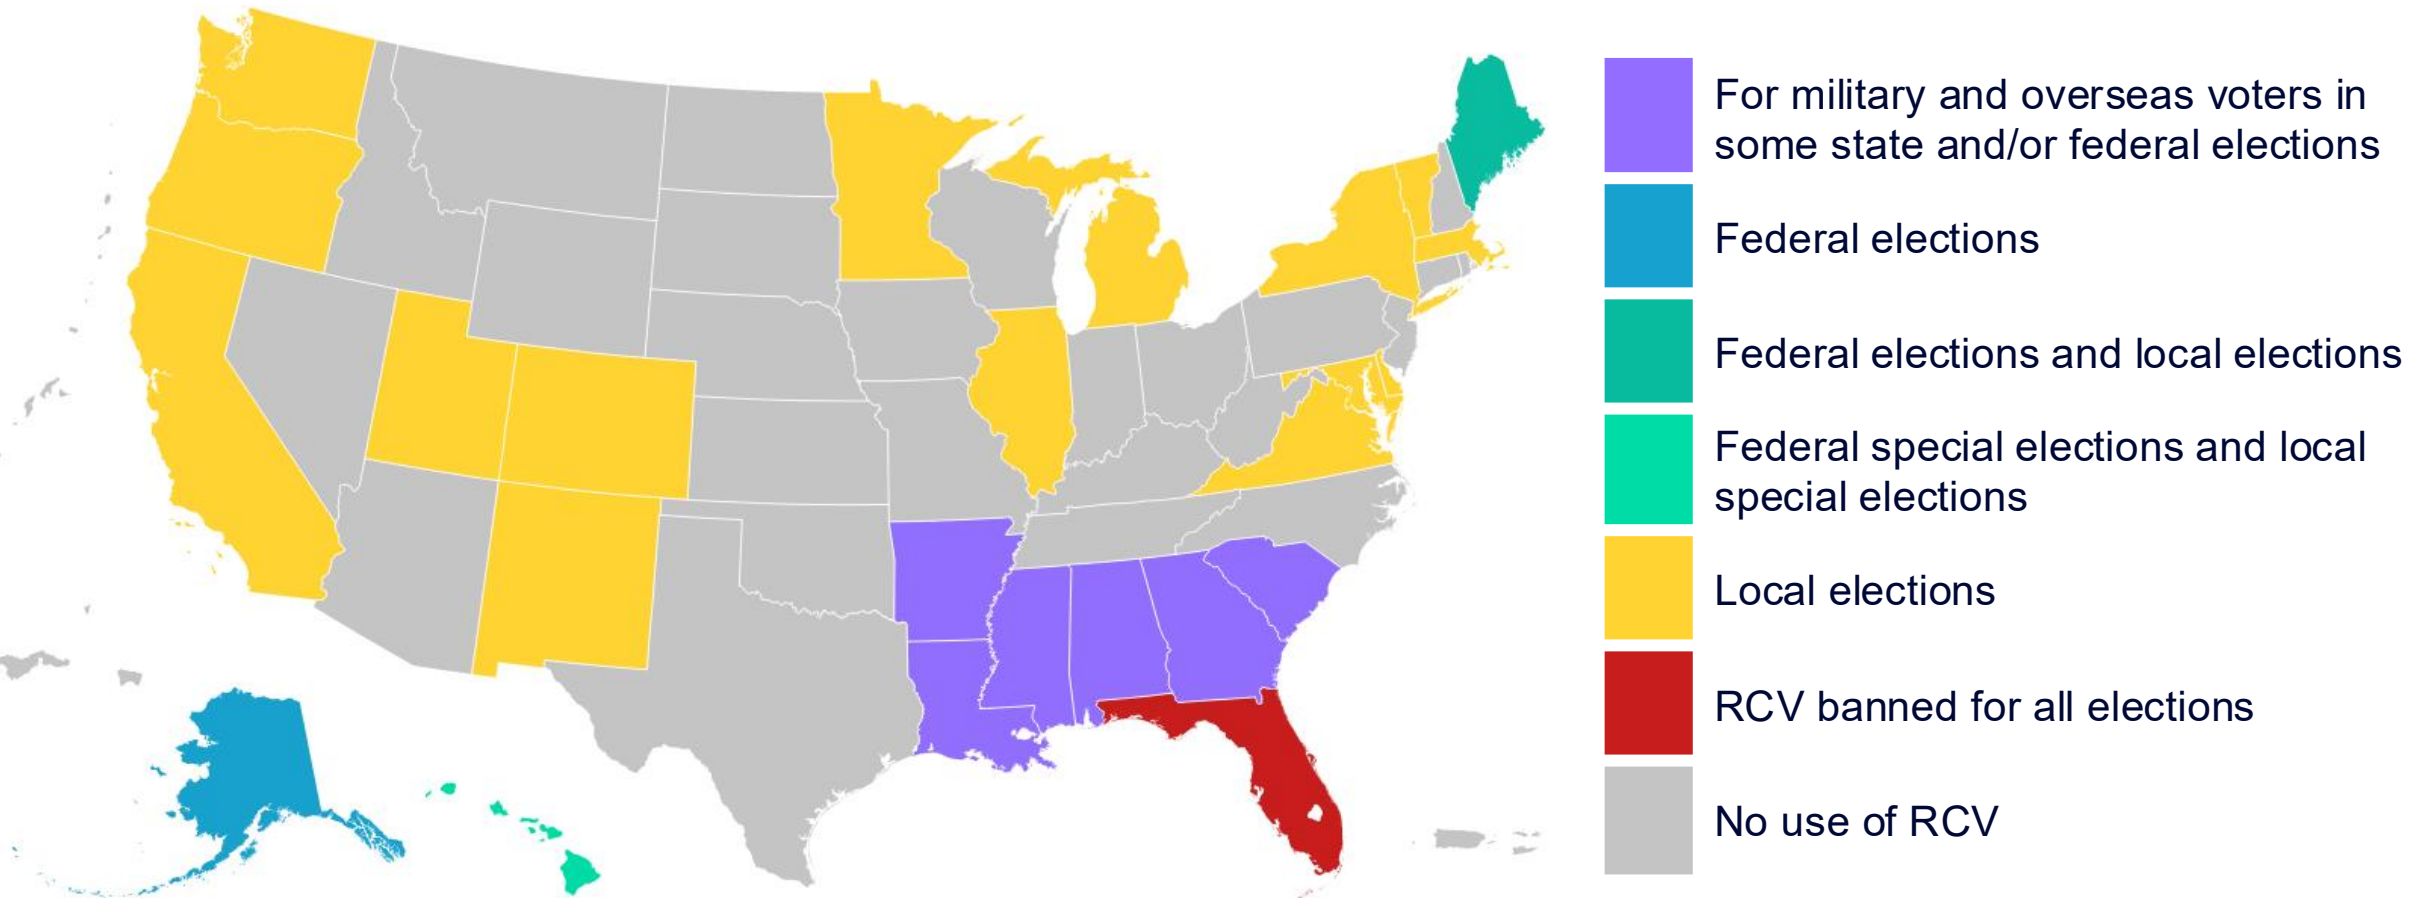 For military and overseas voters in
some state and/or federal elections
Federal elections
Federal elections and local elections
Federal special elections and local
special elections
Local elections
RCV banned for all elections
No use of RCV